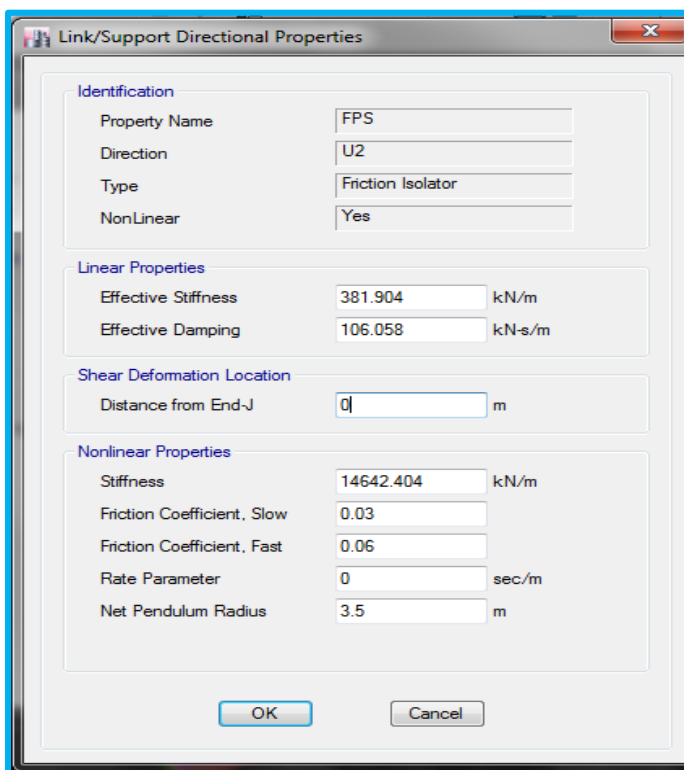 Link/Support Directional Properties
Identification
Property Name FPS
Direction U2
Type Friction Isolator
NonLinear Yes
Linear Properties
Effective Stiffness 381.904 kN/m
Effective Damping 106.058 kN-s/m
Shear Deformation Location
Distance from End-J 0 m
Nonlinear Properties
Stiffness 14642.404 kN/m
Friction Coefficient, Slow 0.03
Friction Coefficient, Fast 0.06
Rate Parameter 0 sec/m
Net Pendulum Radius 3.5 m
OK Cancel